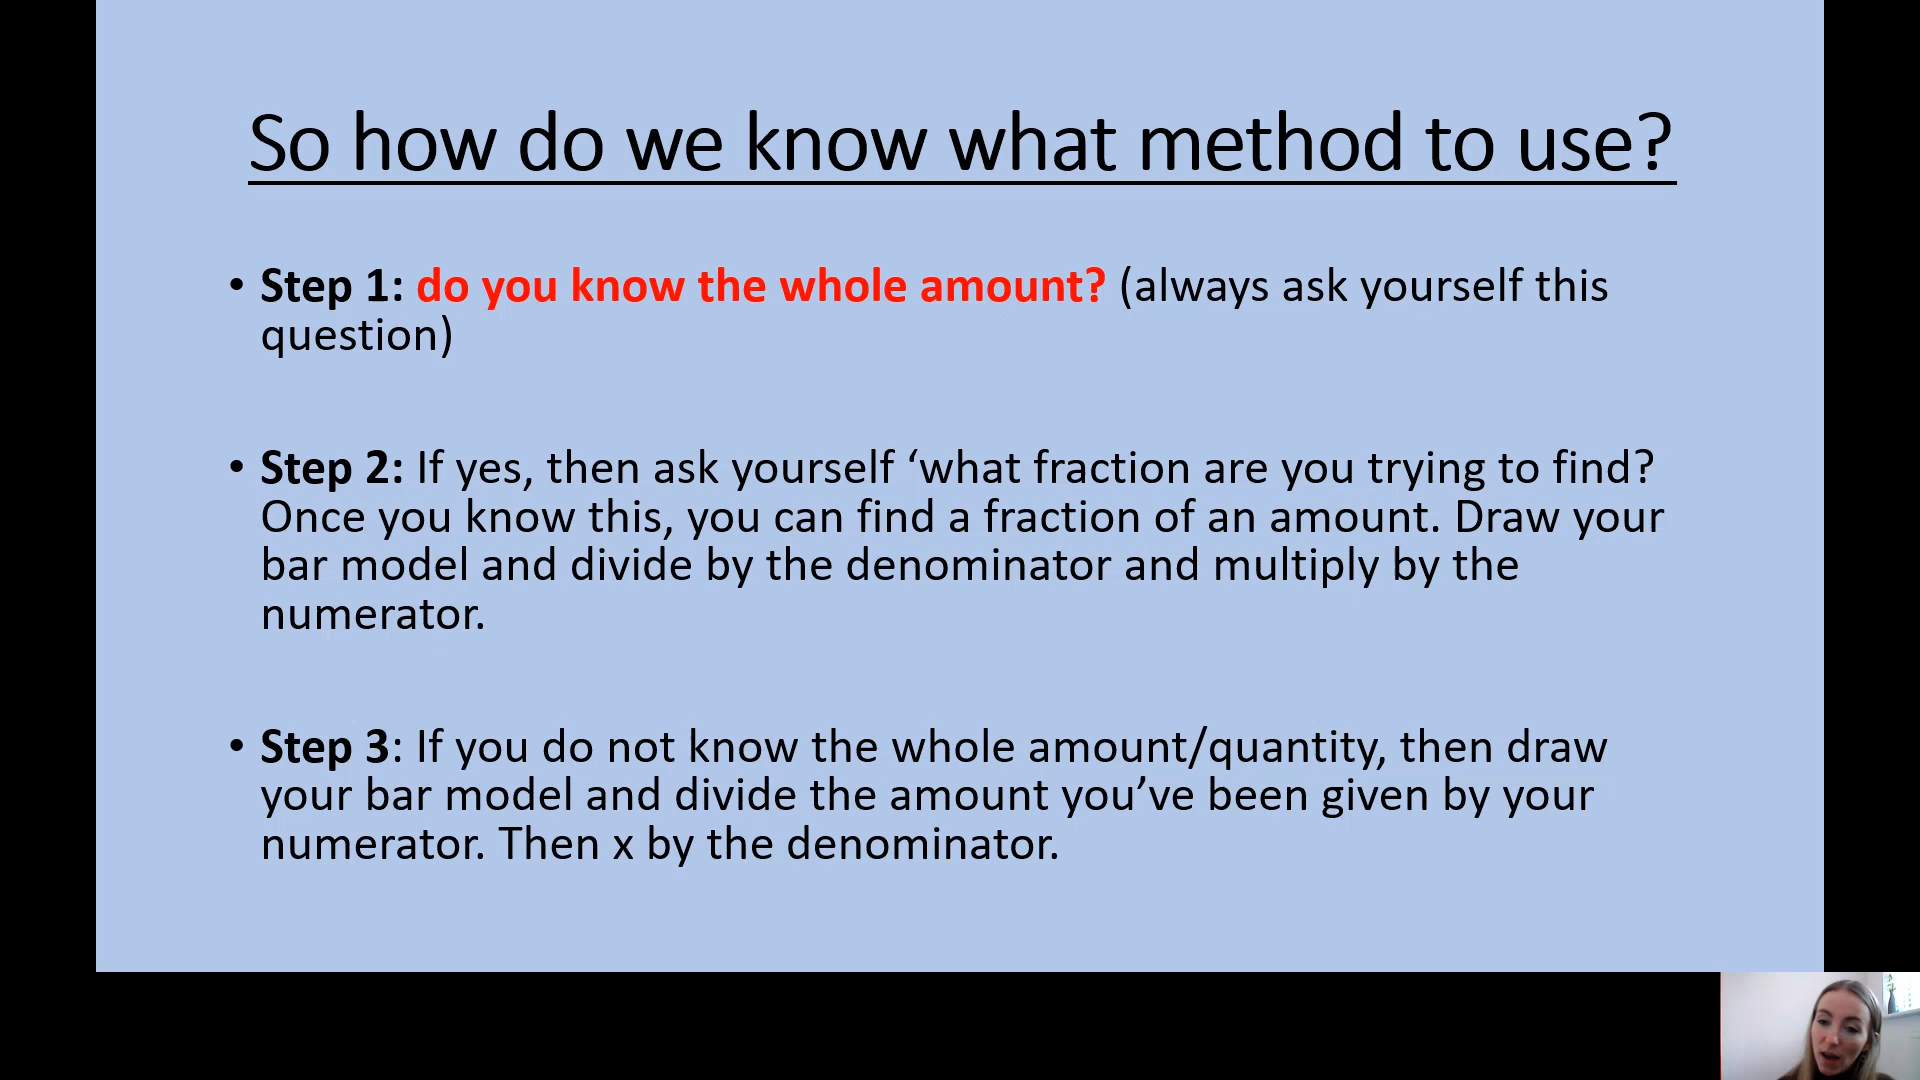 So how do we know what method to use?
• Step 1: do you know the whole amount? (always ask yourself this
question)
• Step 2: If yes, then ask yourself ‘what fraction are you trying to find?
Once you know this, you can find a fraction of an amount. Draw your
bar model and divide by the denominator and multiply by the
numerator.
• Step 3: If you do not know the whole amount/quantity, then draw
your bar model and divide the amount you’ve been given by your
numerator. Then x by the denominator.